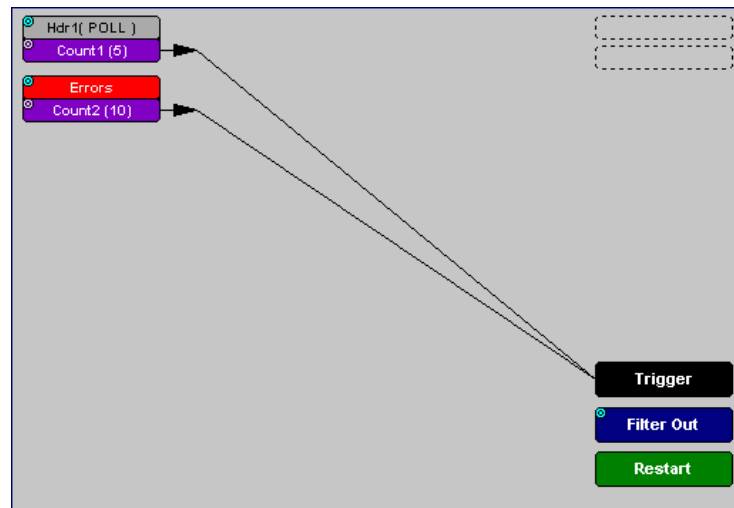 Hdr1( POLL )
Count1 (5)
Errors
Count2 (10)
Trigger
Filter Out
Restart